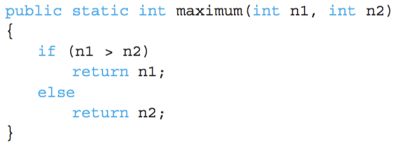 public static int maximum(int n1, int n2)
{
    if (n1 > n2)
        return n1;
    else
        return n2;
}